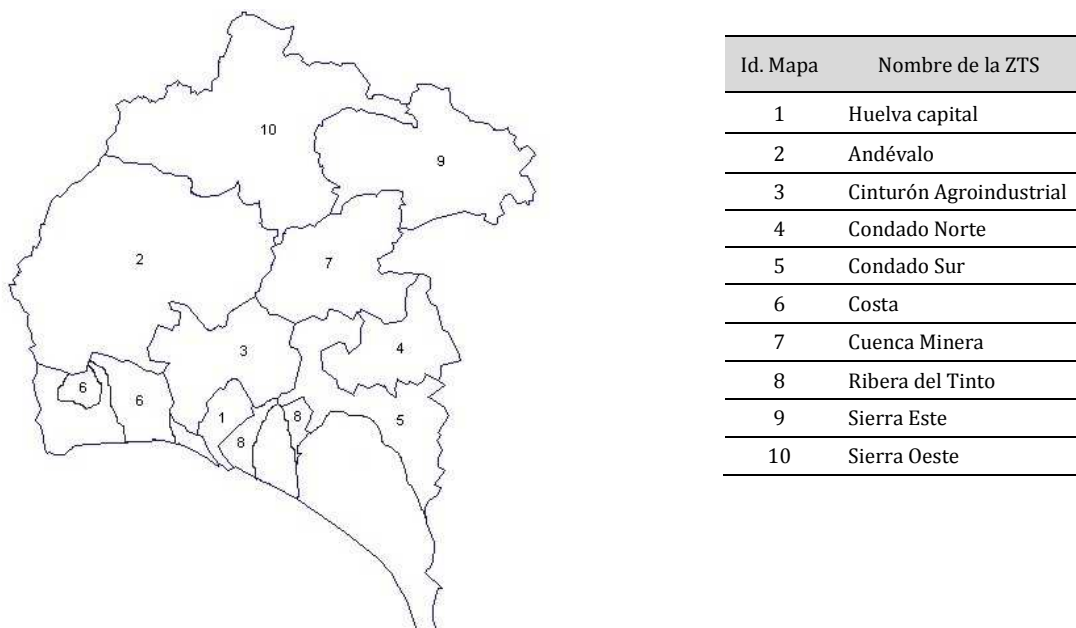 10
9
2
7
3
4
6
6
1
8
8
5
Id. Mapa Nombre de la ZTS
1 Huelva capital
2 Andévalo
3 Cinturón Agroindustrial
4 Condado Norte
5 Condado Sur
6 Costa
7 Cuenca Minera
8 Ribera del Tinto
9 Sierra Este
10 Sierra Oeste